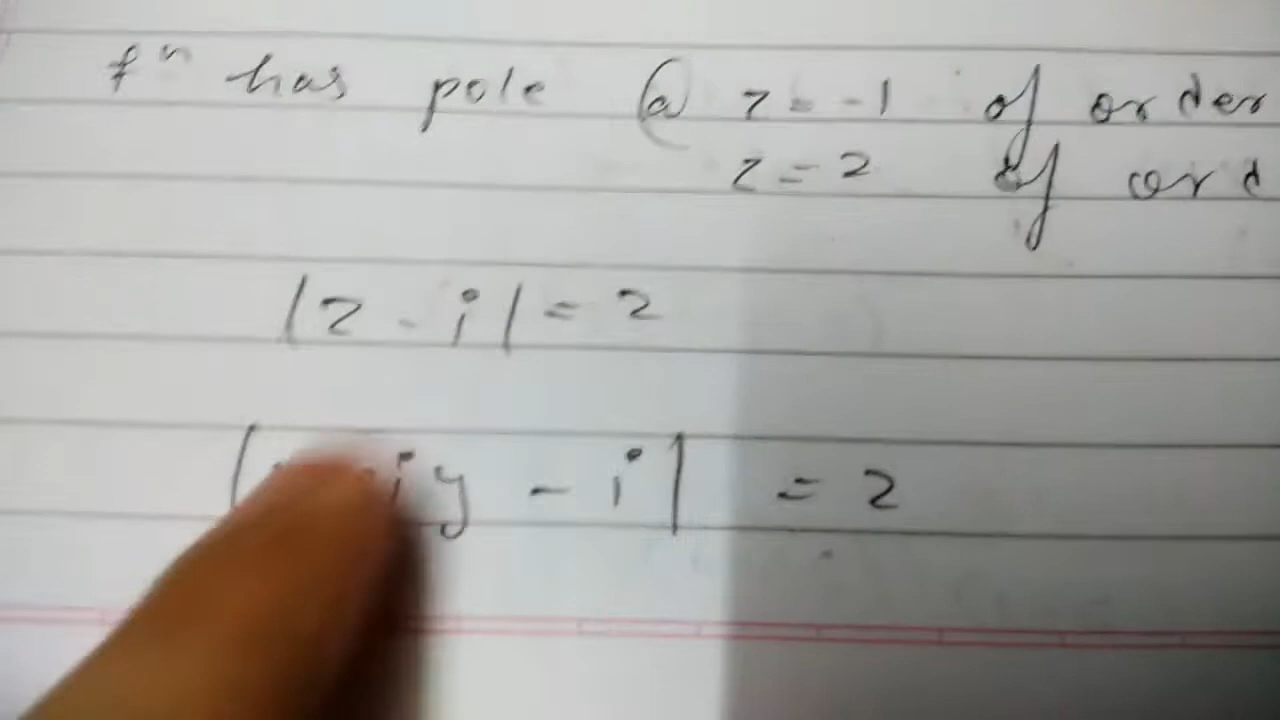 fn has pole @ z = -1 of order
z = 2 of ord
|z - i| = 2
iy - i| = 2